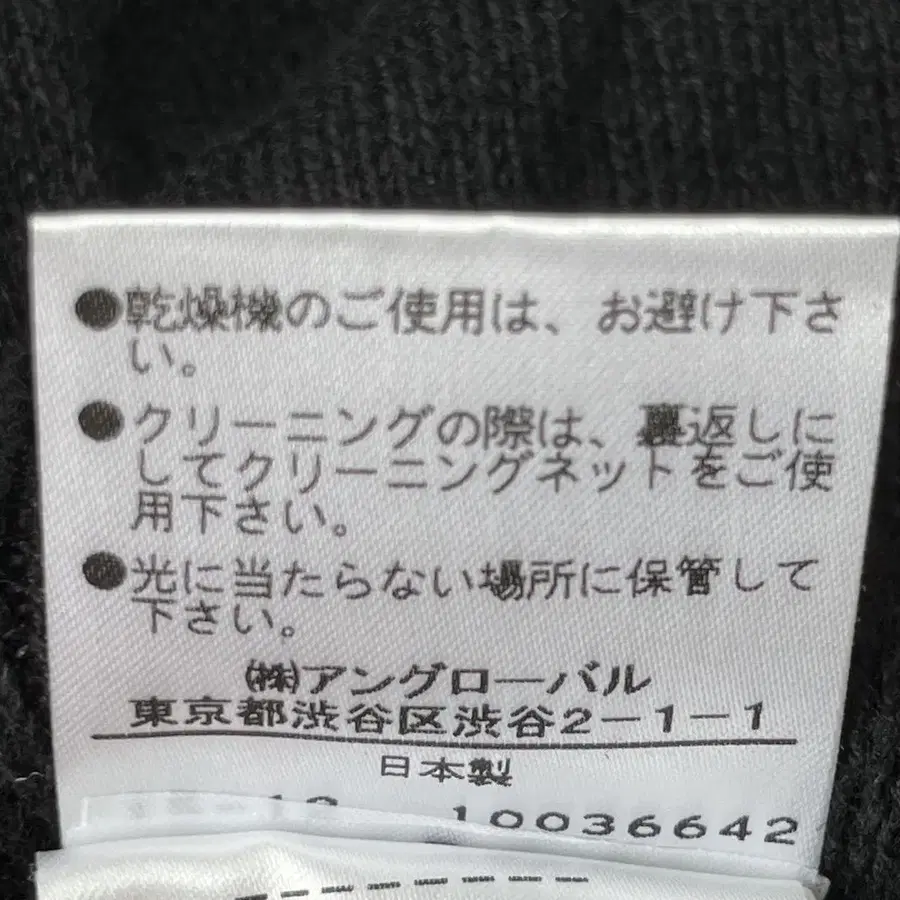 ●乾燥機のご使用は、お避け下さ
い。
●クリーニングの際は、裏返しに
してクリーニングネットをご使
用下さい。
●光に当たらない場所に保管して
下さい。
㈱アングローバル
東京都渋谷区渋谷2-1-1
日本製
10036642